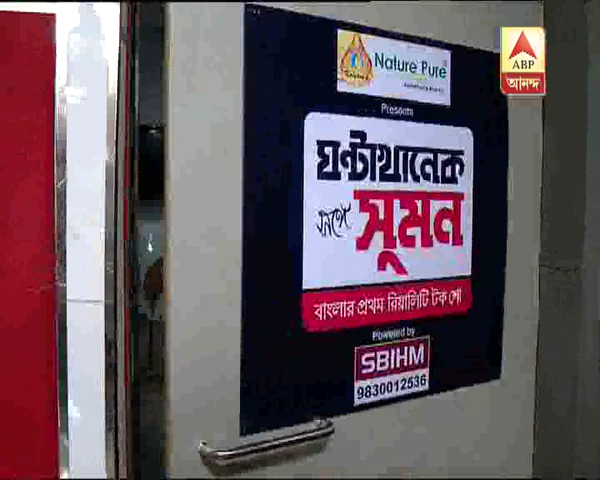 Nature Pure
Presents
ঘন্টাখানেক
সঙ্গে
সুমন
বাংলার প্রথম রিয়ালিটি টক শো
Powered by
SBIHM
9830012536
ABP
আনন্দ